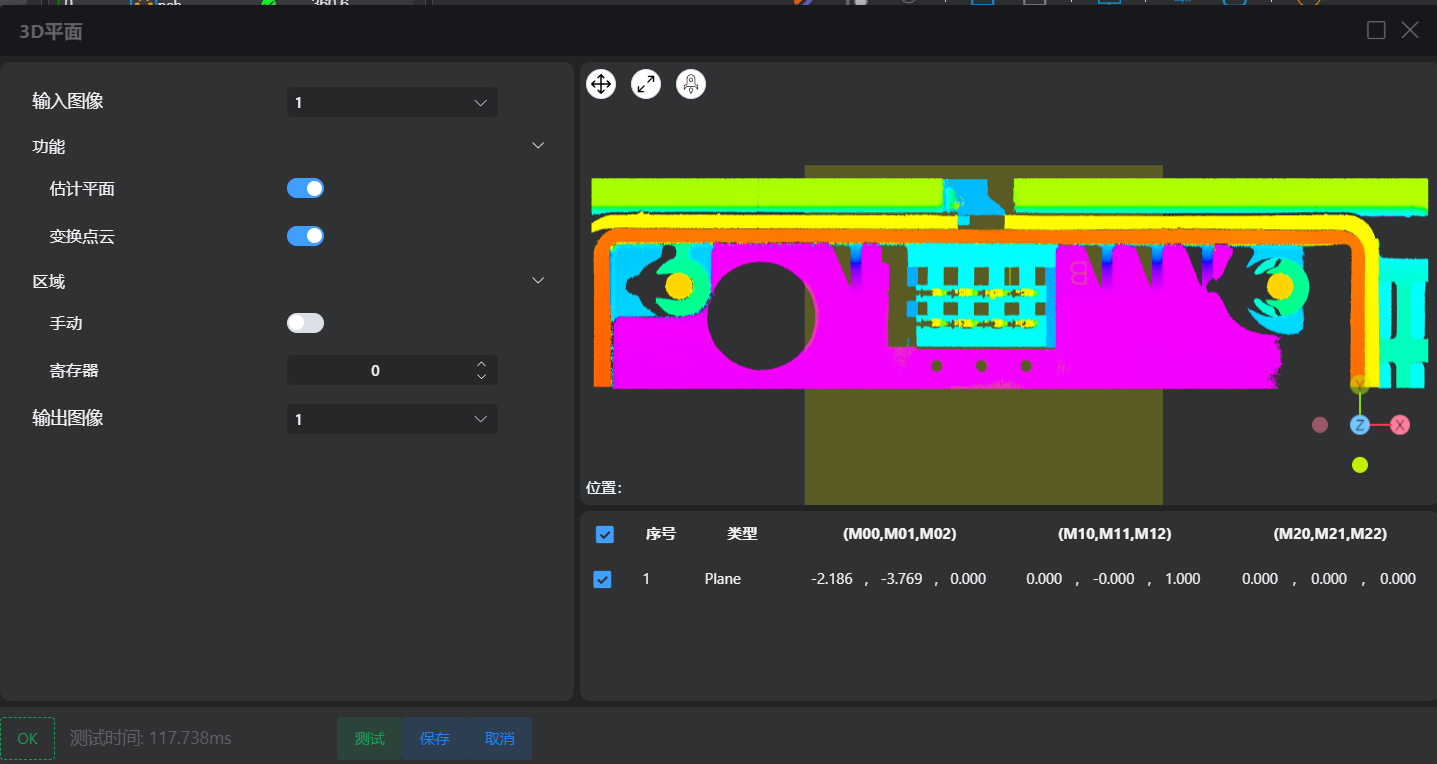 3D平面
输入图像 1
功能
估计平面
变换点云
区域
手动
寄存器 0
输出图像 1
B
Y
Z X
位置:
序号 类型 (M00,M01,M02) (M10,M11,M12) (M20,M21,M22)
1 Plane -2.186 , -3.769 , 0.000 0.000 , -0.000 , 1.000 0.000 , 0.000 , 0.000
OK 测试时间: 117.738ms 测试 保存 取消